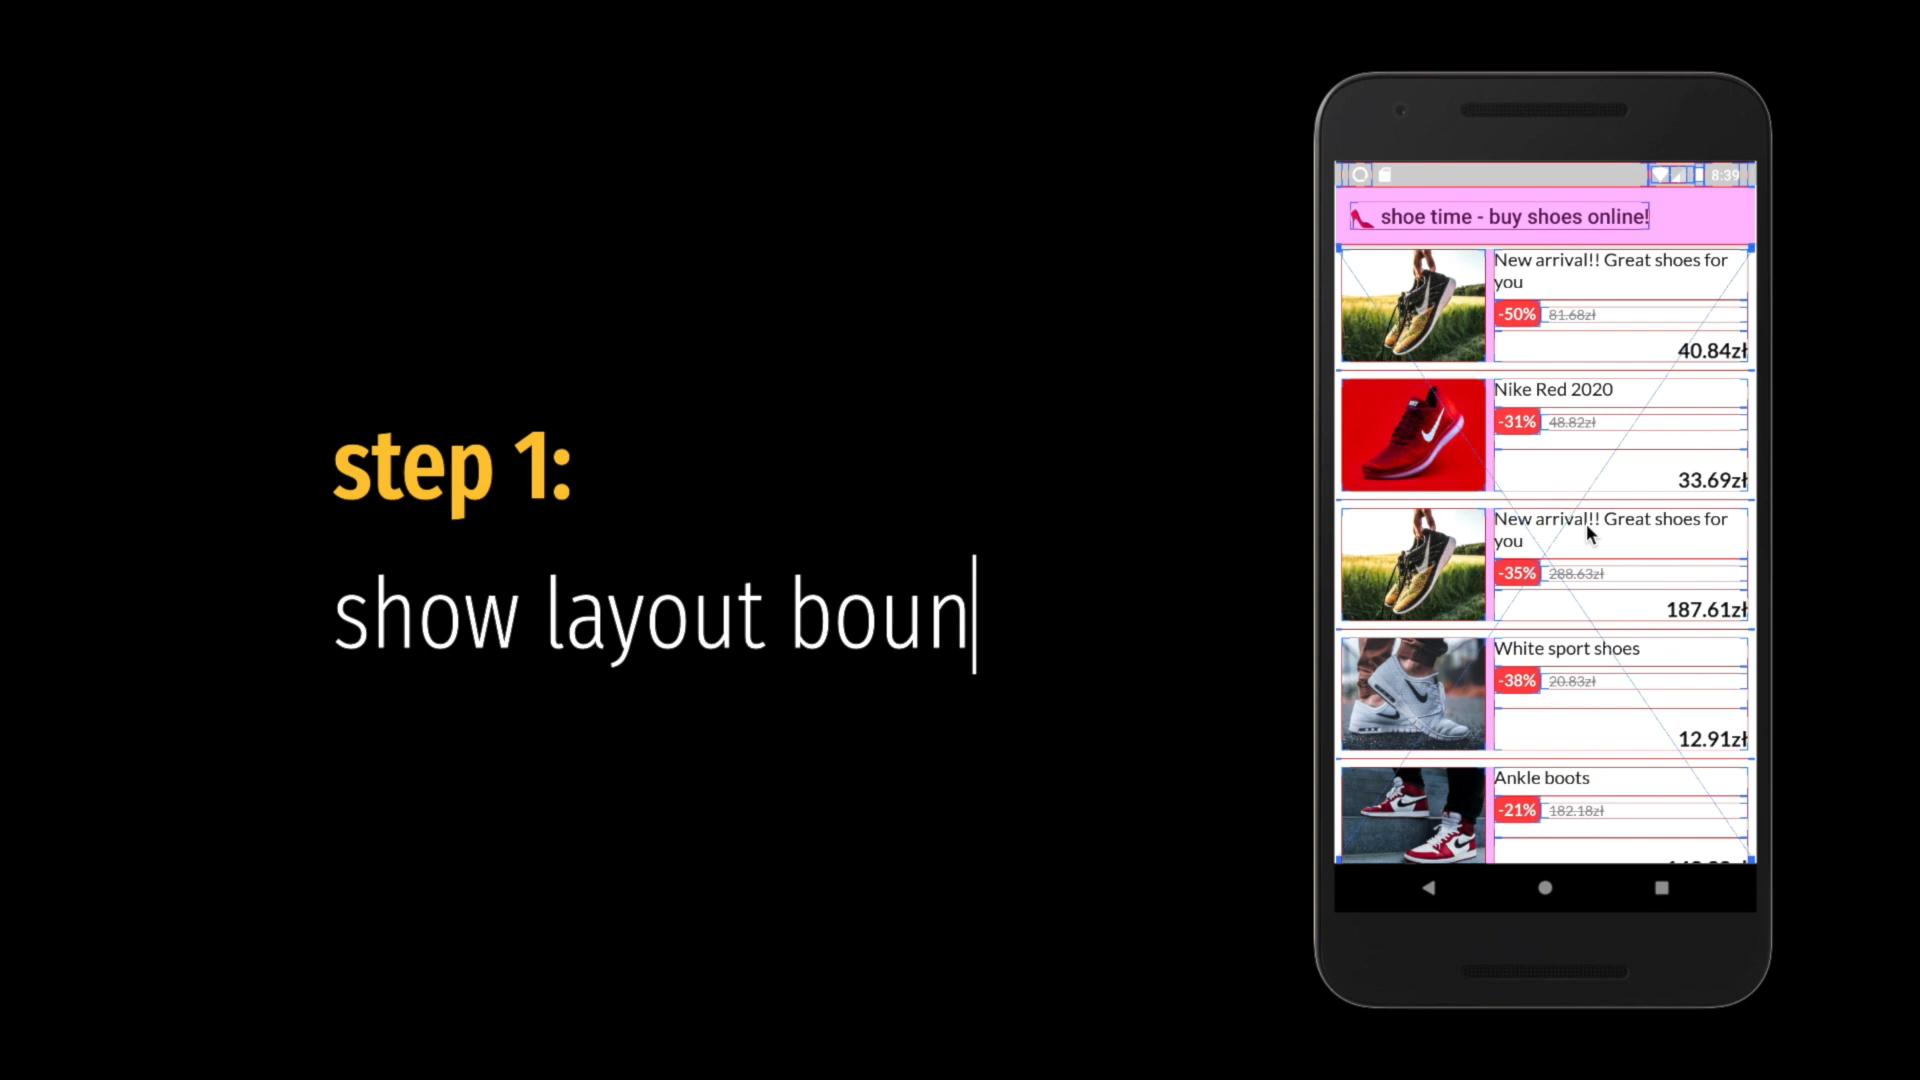 step 1:
show layout boun
8:39
shoe time - buy shoes online!
New arrival!! Great shoes for
you
-50% 81.68zł
40.84zł
Nike Red 2020
-31% 48.82zł
33.69zł
New arrival!! Great shoes for
you
-35% 288.63zł
187.61zł
White sport shoes
-38% 20.83zł
12.91zł
Ankle boots
-21% 182.18zł